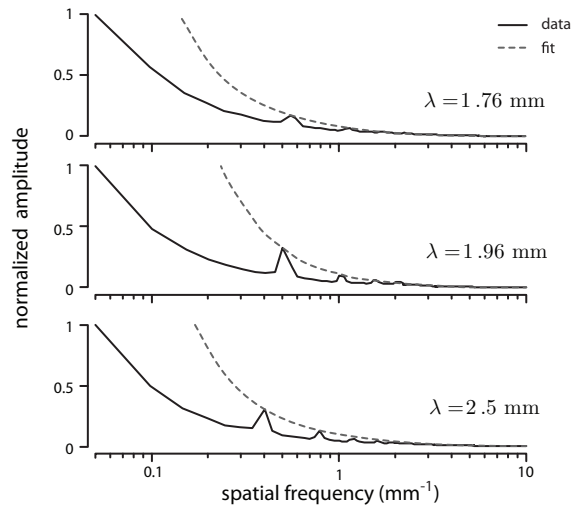 1
data
fit
0.5
λ = 1.76 mm
0
1
normalized amplitude
0.5
λ = 1.96 mm
0
1
0.5
λ = 2.5 mm
0
0.1 1 10
spatial frequency (mm⁻¹)